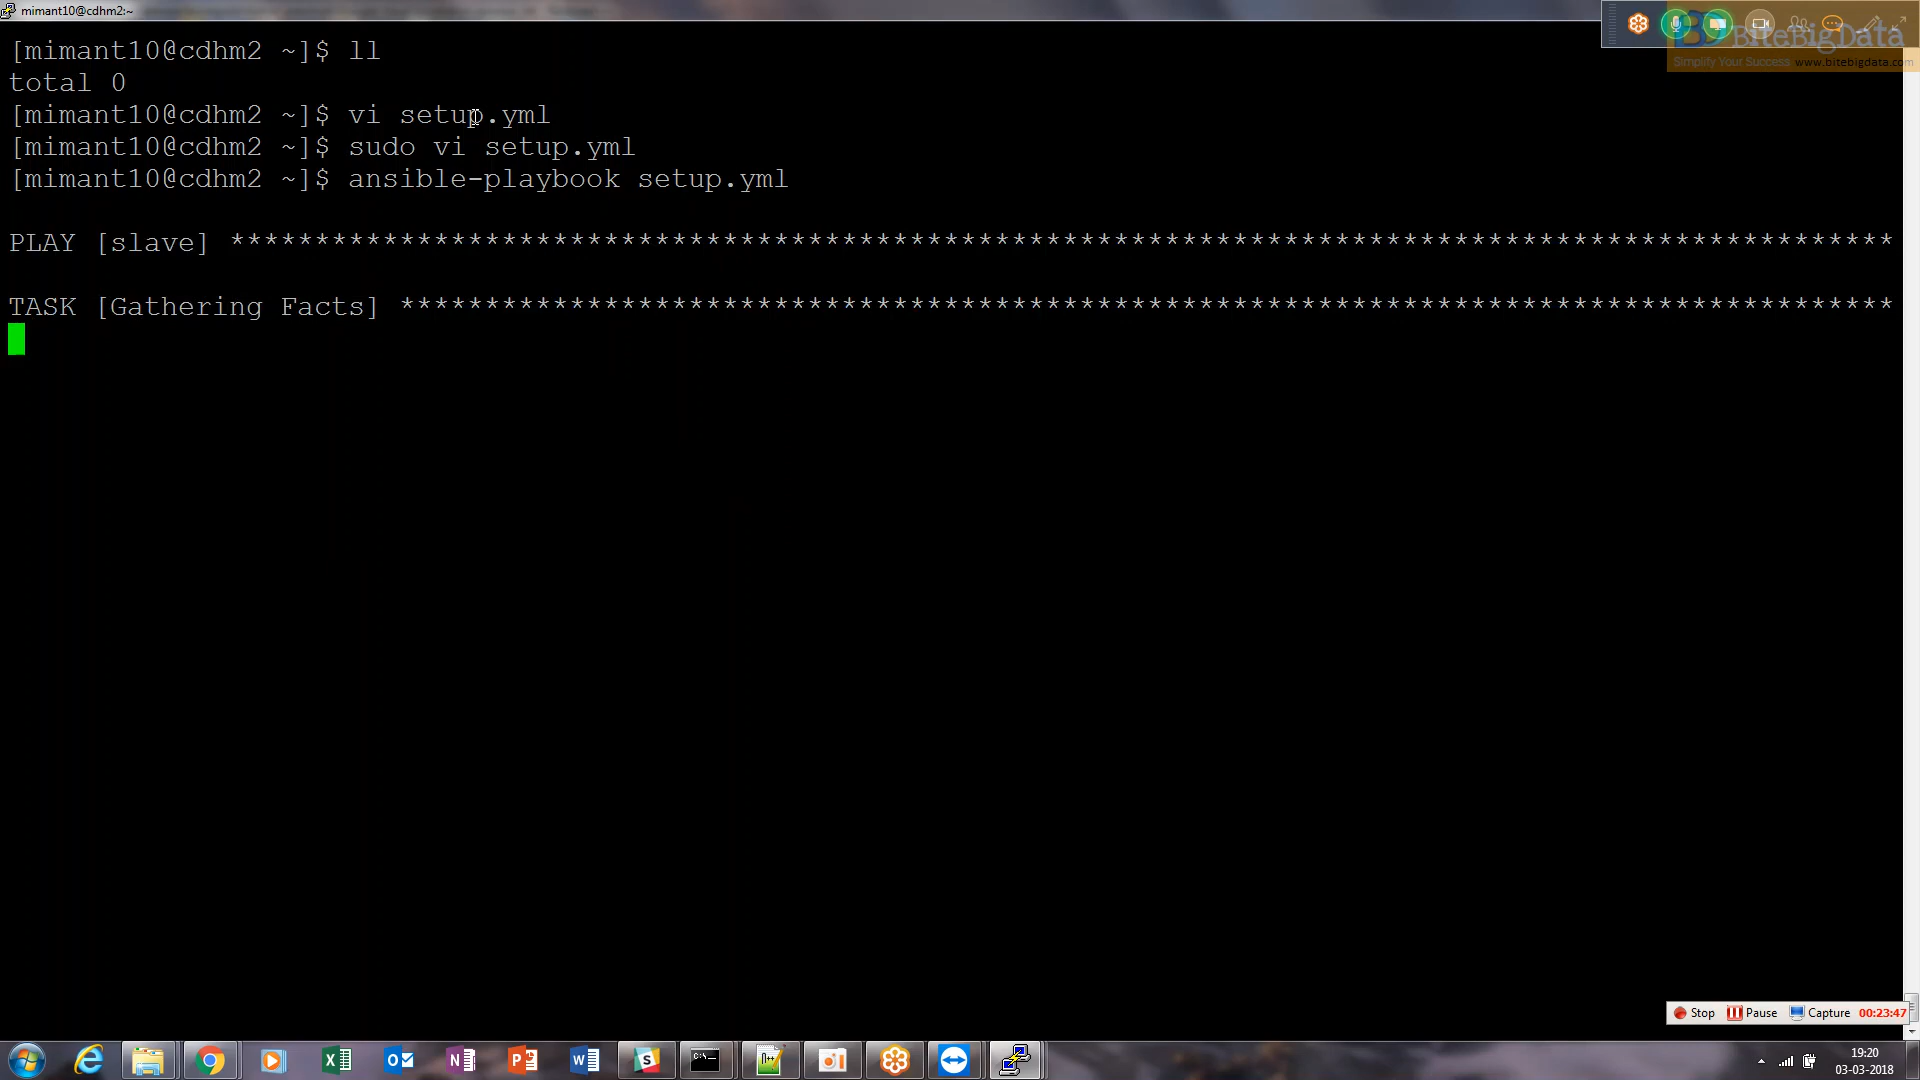 mimant10@cdhm2:~
[mimant10@cdhm2 ~]$ ll
total 0
[mimant10@cdhm2 ~]$ vi setup.yml
[mimant10@cdhm2 ~]$ sudo vi setup.yml
[mimant10@cdhm2 ~]$ ansible-playbook setup.yml
PLAY [slave] **************************************************************************************************
TASK [Gathering Facts] ****************************************************************************************
BiteBigData
Simplify Your Success www.bitebigdata.com
Stop Pause Capture 00:23:47
19:20
03-03-2018